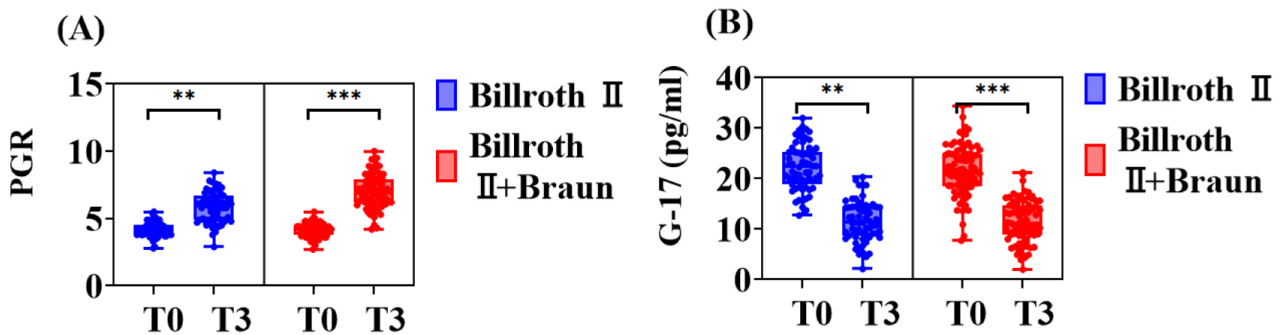 (A)
PGR
15
10
5
0
**
***
T0 T3 T0 T3
Billroth Ⅱ
Billroth
Ⅱ+Braun
(B)
G-17 (pg/ml)
40
30
20
10
0
**
***
T0 T3 T0 T3
Billroth Ⅱ
Billroth
Ⅱ+Braun